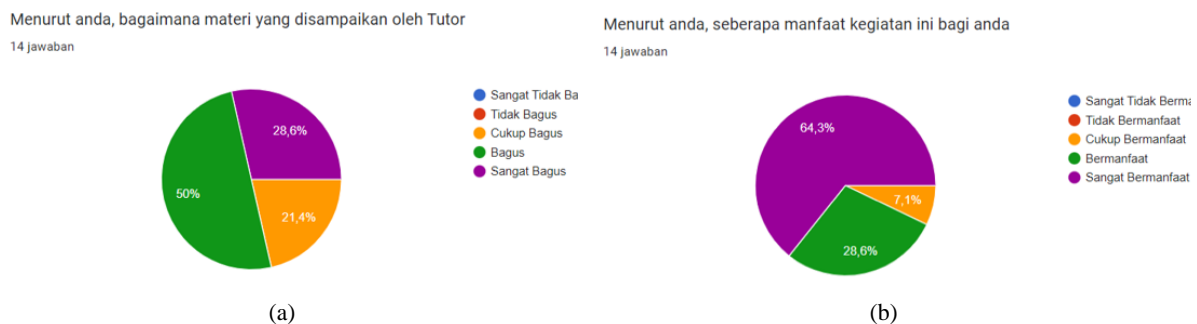 Menurut anda, bagaimana materi yang disampaikan oleh Tutor
14 jawaban
28,6%
50%
21,4%
Sangat Tidak Ba
Tidak Bagus
Cukup Bagus
Bagus
Sangat Bagus
(a)
Menurut anda, seberapa manfaat kegiatan ini bagi anda
14 jawaban
64,3%
7,1%
28,6%
Sangat Tidak Berma
Tidak Bermanfaat
Cukup Bermanfaat
Bermanfaat
Sangat Bermanfaat
(b)